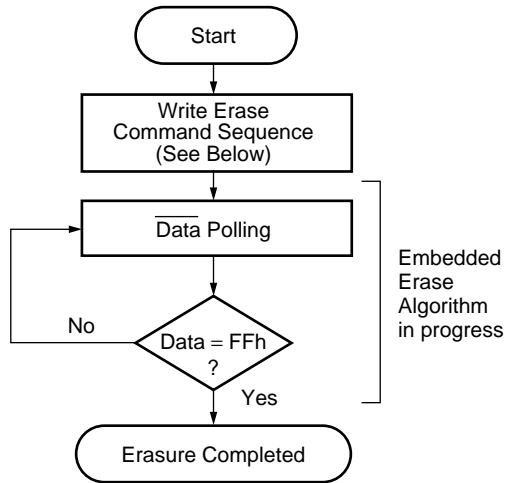 Start
Write Erase
Command Sequence
(See Below)
Data Polling
Embedded
Erase
Algorithm
in progress
No
Data = FFh
?
Yes
Erasure Completed